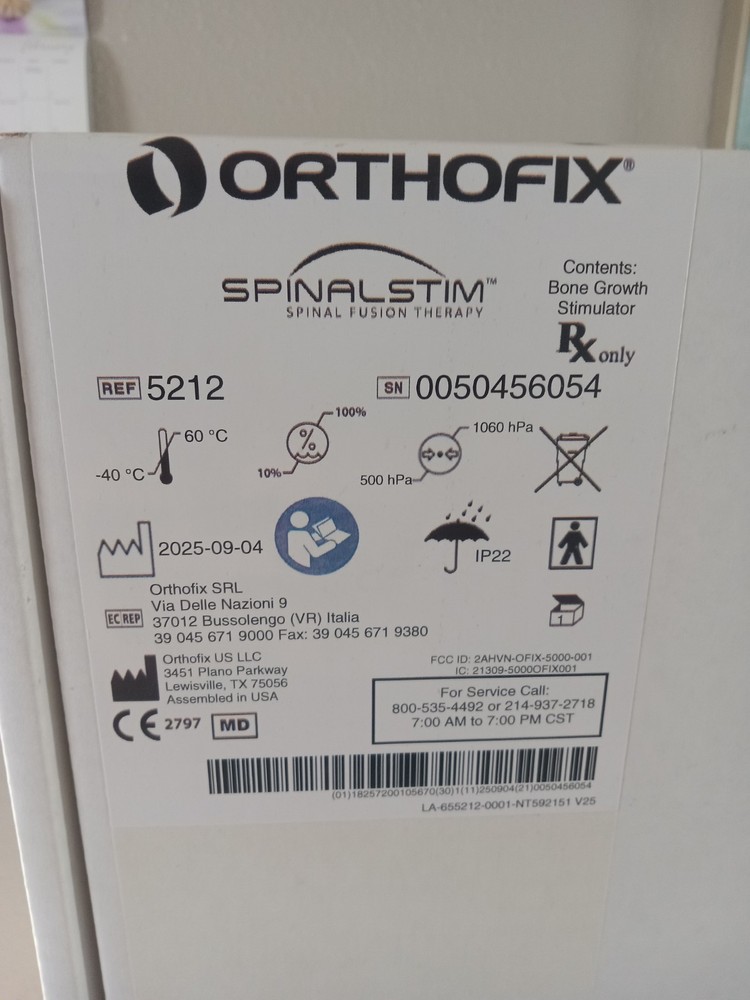 ORTHOFIX®
SPINALSTIM™
SPINAL FUSION THERAPY
Contents:
Bone Growth
Stimulator
Rx only
REF 5212
SN 0050456054
60 °C
-40 °C
%
100%
10%
1060 hPa
500 hPa
2025-09-04
IP22
Orthofix SRL
Via Delle Nazioni 9
EC REP
37012 Bussolengo (VR) Italia
39 045 671 9000 Fax: 39 045 671 9380
1
Orthofix US LLC
3451 Plano Parkway
Lewisville, TX 75056
Assembled in USA
CE 2797 MD
FCC ID: 2AHVN-OFIX-5000-001
IC: 21309-5000OFIX001
For Service Call:
800-535-4492 or 214-937-2718
7:00 AM to 7:00 PM CST
(01)18257200105670(30)1(11)250904(21)0050456054
LA-655212-0001-NT592151 V25